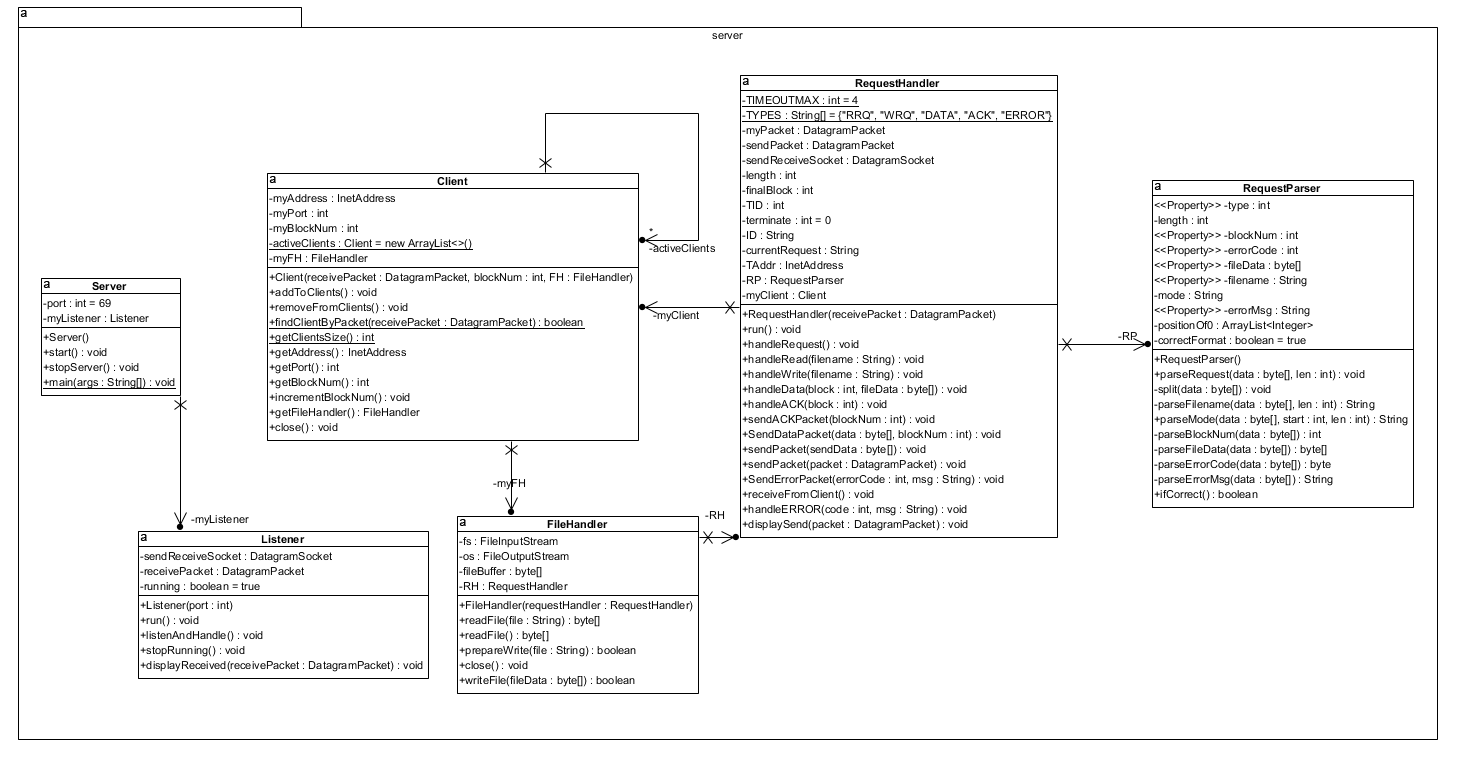 a
server
a
RequestHandler
-TIMEOUTMAX : int = 4
-TYPES : String[] = {"RRQ", "WRQ", "DATA", "ACK", "ERROR"}
-myPacket : DatagramPacket
-sendPacket : DatagramPacket
-sendReceiveSocket : DatagramSocket
-length : int
-finalBlock : int
-TID : int
-terminate : int = 0
-ID : String
-currentRequest : String
-TAddr : InetAddress
-RP : RequestParser
-myClient : Client
+RequestHandler(receivePacket : DatagramPacket)
+run() : void
+handleRequest() : void
+handleRead(filename : String) : void
+handleWrite(filename : String) : void
+handleData(block : int, fileData : byte[]) : void
+handleACK(block : int) : void
+sendACKPacket(blockNum : int) : void
+SendDataPacket(data : byte[], blockNum : int) : void
+sendPacket(sendData : byte[]) : void
+sendPacket(packet : DatagramPacket) : void
+SendErrorPacket(errorCode : int, msg : String) : void
+receiveFromClient() : void
+handleERROR(code : int, msg : String) : void
+displaySend(packet : DatagramPacket) : void
a
Client
-myAddress : InetAddress
-myPort : int
-myBlockNum : int
-activeClients : Client = new ArrayList<>()
-myFH : FileHandler
+Client(receivePacket : DatagramPacket, blockNum : int, FH : FileHandler)
+addToClients() : void
+removeFromClients() : void
+findClientByPacket(receivePacket : DatagramPacket) : boolean
+getClientsSize() : int
+getAddress() : InetAddress
+getPort() : int
+getBlockNum() : int
+incrementBlockNum() : void
+getFileHandler() : FileHandler
+close() : void
*
-activeClients
-myClient
a
RequestParser
<<Property>> -type : int
-length : int
<<Property>> -blockNum : int
<<Property>> -errorCode : int
<<Property>> -fileData : byte[]
<<Property>> -filename : String
-mode : String
<<Property>> -errorMsg : String
-positionOf0 : ArrayList<Integer>
-correctFormat : boolean = true
+RequestParser()
+parseRequest(data : byte[], len : int) : void
-split(data : byte[]) : void
-parseFilename(data : byte[], len : int) : String
+parseMode(data : byte[], start : int, len : int) : String
-parseBlockNum(data : byte[]) : int
-parseFileData(data : byte[]) : byte[]
-parseErrorCode(data : byte[]) : byte
-parseErrorMsg(data : byte[]) : String
+ifCorrect() : boolean
-RP
a
Server
-port : int = 69
-myListener : Listener
+Server()
+start() : void
+stopServer() : void
+main(args : String[]) : void
-myListener
a
Listener
-sendReceiveSocket : DatagramSocket
-receivePacket : DatagramPacket
-running : boolean = true
+Listener(port : int)
+run() : void
+listenAndHandle() : void
+stopRunning() : void
+displayReceived(receivePacket : DatagramPacket) : void
-myFH
a
FileHandler
-fs : FileInputStream
-os : FileOutputStream
-fileBuffer : byte[]
-RH : RequestHandler
+FileHandler(requestHandler : RequestHandler)
+readFile(file : String) : byte[]
+readFile() : byte[]
+prepareWrite(file : String) : boolean
+close() : void
+writeFile(fileData : byte[]) : boolean
-RH